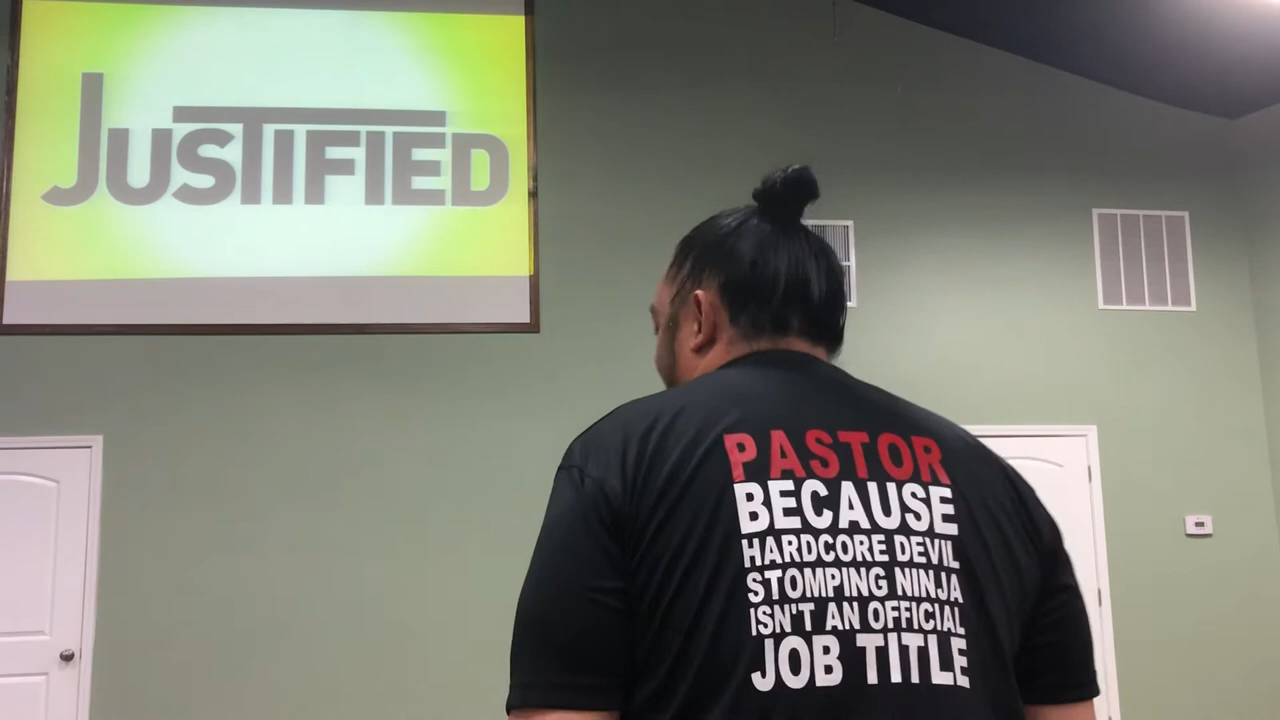 JUSTIFIED
PASTOR
BECAUSE
HARDCORE DEVIL
STOMPING NINJA
ISN'T AN OFFICIAL
JOB TITLE